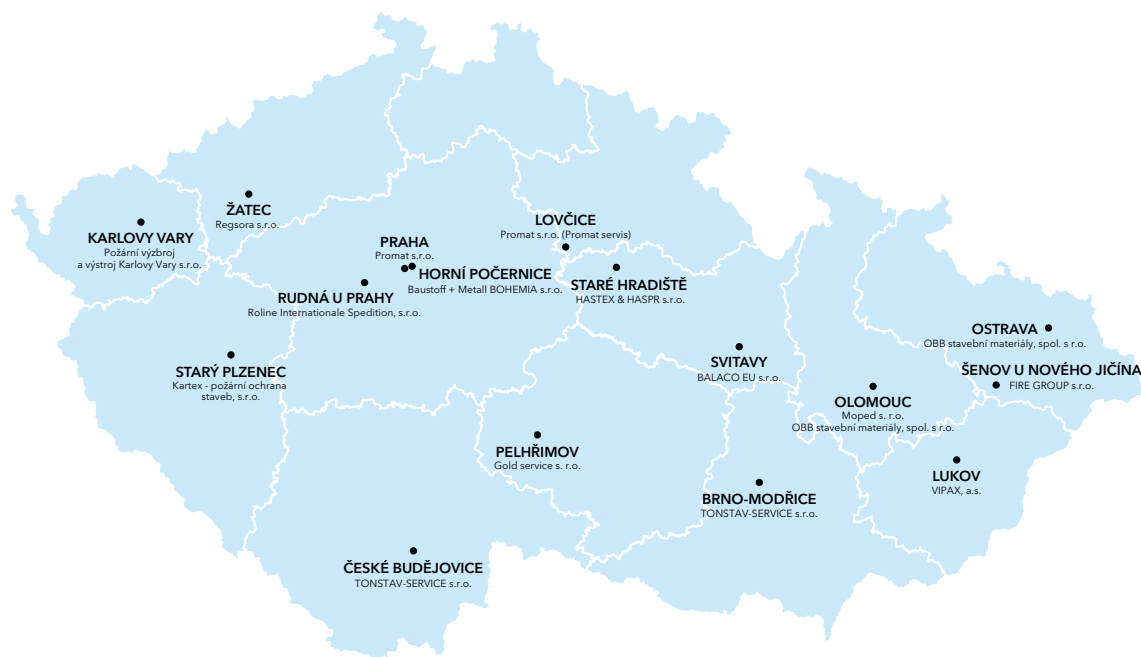 ŽATEC
Regsora s.r.o.
KARLOVY VARY
Požární výzbroj
a výstroj Karlovy Vary s.r.o.
LOVČICE
Promat s.r.o. (Promat servis)
PRAHA
Promat s.r.o.
HORNÍ POČERNICE
Baustoff + Metall BOHEMIA s.r.o.
STARÉ HRADIŠTĚ
HASTEX & HASPR s.r.o.
RUDNÁ U PRAHY
Roline Internationale Spedition, s.r.o.
OSTRAVA
OBB stavební materiály, spol. s r.o.
STARÝ PLZENEC
Kartex - požární ochrana
staveb, s.r.o.
SVITAVY
BALACO EU s.r.o.
ŠENOV U NOVÉHO JIČÍNA
FIRE GROUP s.r.o.
OLOMOUC
Moped s. r.o.
OBB stavební materiály, spol. s r.o.
PELHŘIMOV
Gold service s. r.o.
LUKOV
VIPAX, a.s.
BRNO-MODŘICE
TONSTAV-SERVICE s.r.o.
ČESKÉ BUDĚJOVICE
TONSTAV-SERVICE s.r.o.